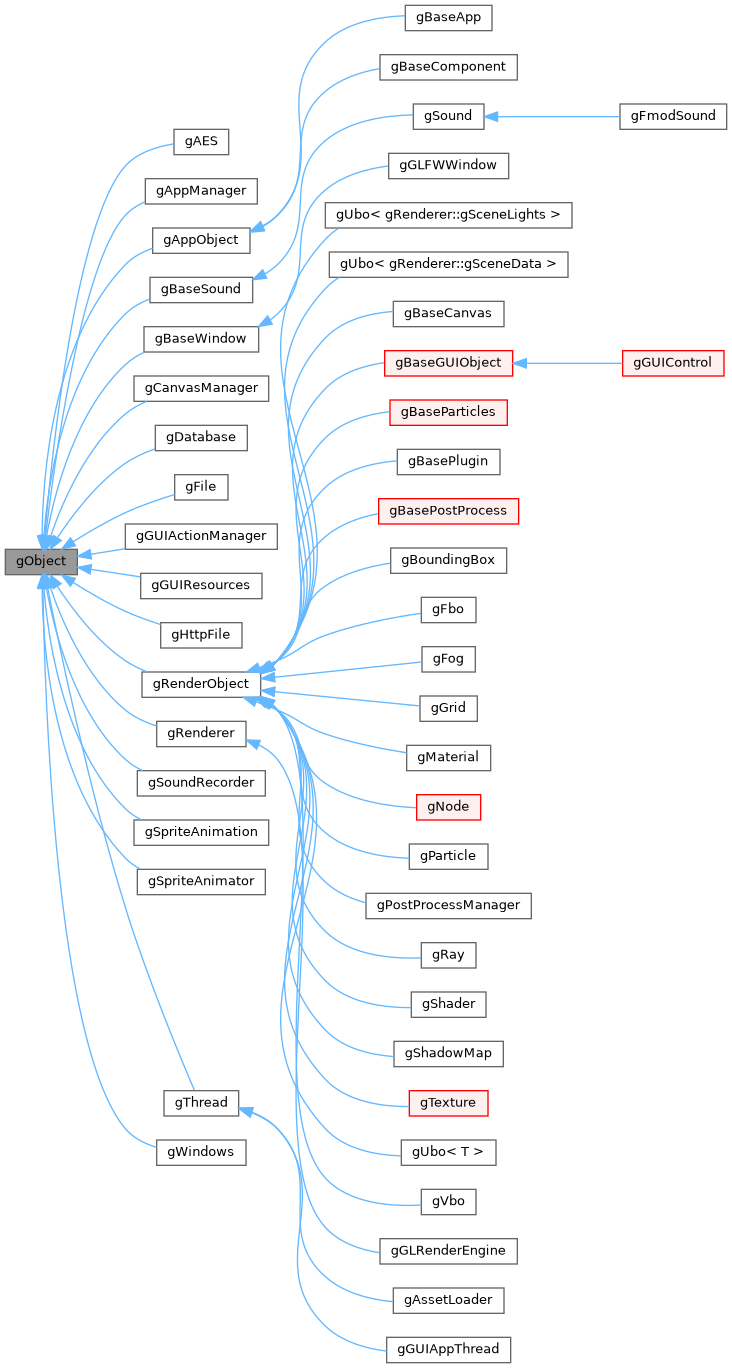 gBaseApp
gBaseComponent
gSound
gFmodSound
gAES
gGLFWWindow
gAppManager
gUbo< gRenderer::gSceneLights >
gAppObject
gUbo< gRenderer::gSceneData >
gBaseSound
gBaseCanvas
gBaseWindow
gBaseGUIObject
gGUIControl
gCanvasManager
gBaseParticles
gDatabase
gBasePlugin
gFile
gBasePostProcess
gGUIActionManager
gObject
gBoundingBox
gGUIResources
gFbo
gHttpFile
gFog
gRenderObject
gGrid
gRenderer
gMaterial
gSoundRecorder
gNode
gSpriteAnimation
gParticle
gSpriteAnimator
gPostProcessManager
gRay
gShader
gShadowMap
gThread
gTexture
gWindows
gUbo< T >
gVbo
gGLRenderEngine
gAssetLoader
gGUIAppThread